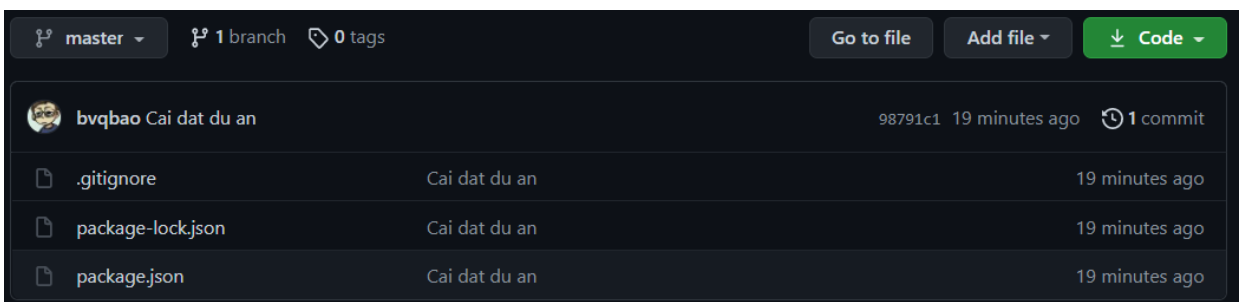 master 1 branch 0 tags Go to file Add file Code
bvqbao Cai dat du an 98791c1 19 minutes ago 1 commit
.gitignore Cai dat du an 19 minutes ago
package-lock.json Cai dat du an 19 minutes ago
package.json Cai dat du an 19 minutes ago